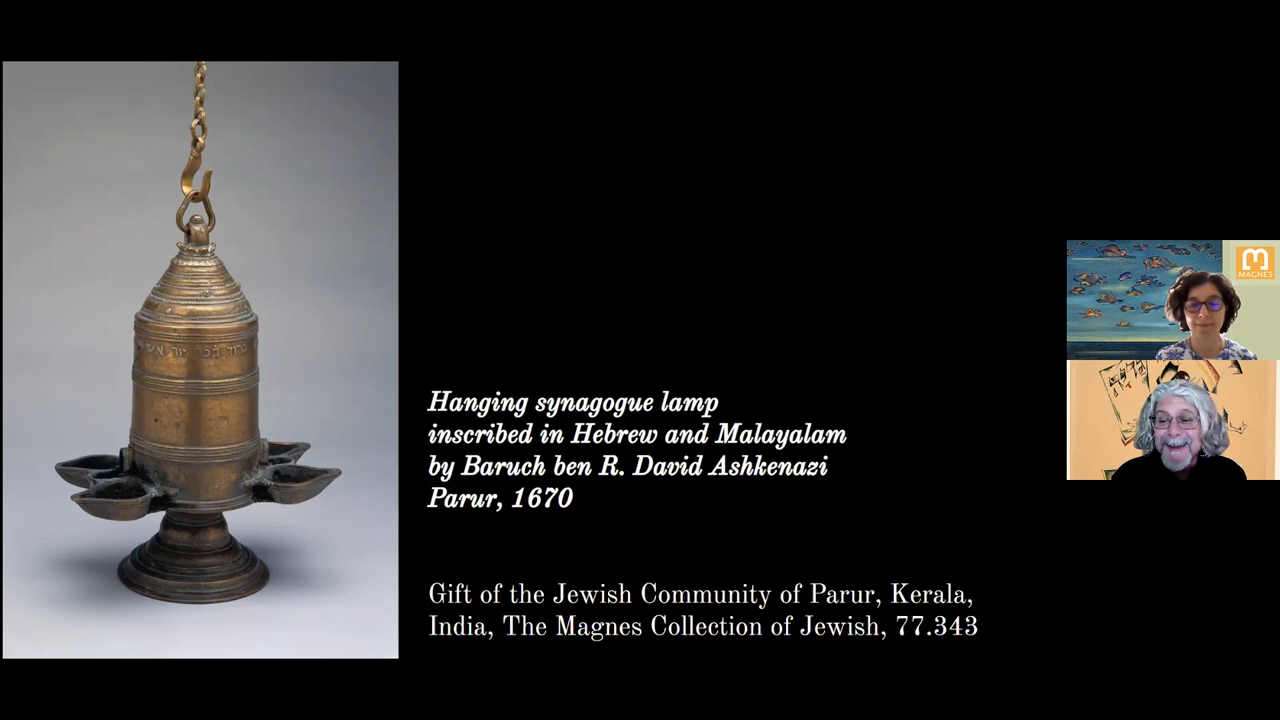 Hanging synagogue lamp
inscribed in Hebrew and Malayalam
by Baruch ben R. David Ashkenazi
Parur, 1670
Gift of the Jewish Community of Parur, Kerala,
India, The Magnes Collection of Jewish, 77.343
MAGNES